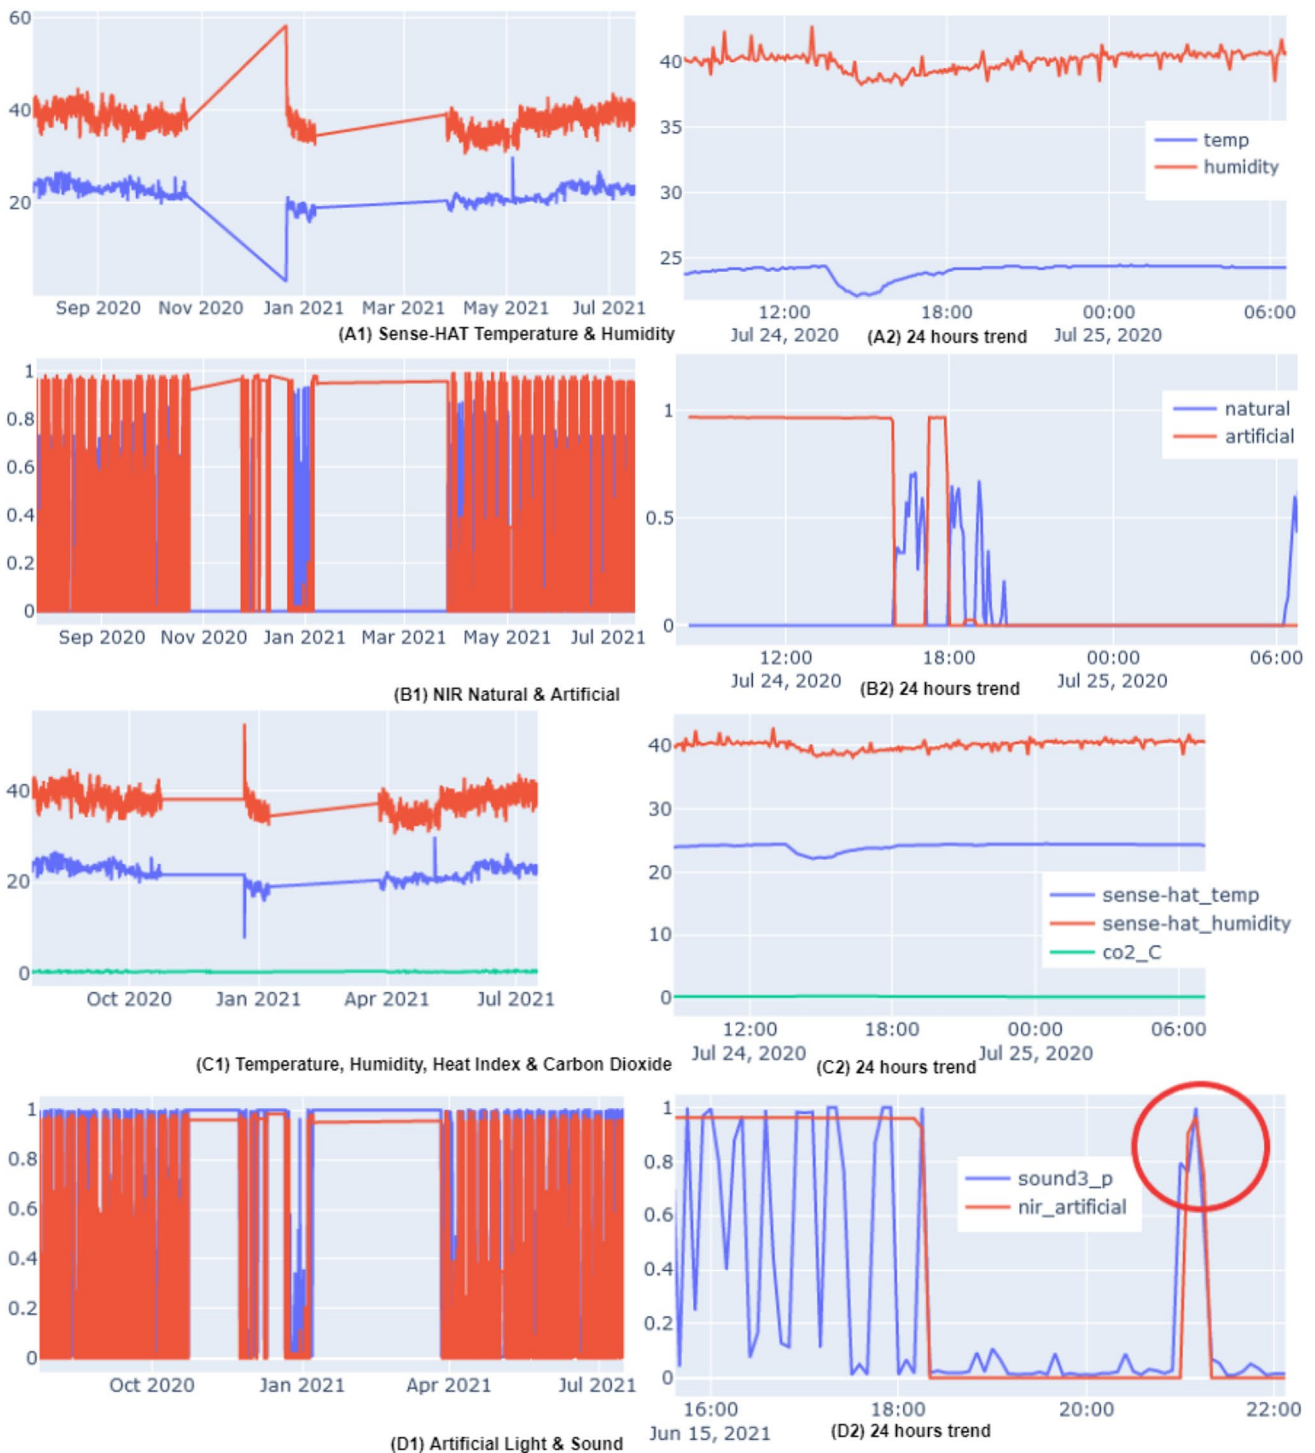 60
40
20
Sep 2020 Nov 2020 Jan 2021 Mar 2021 May 2021 Jul 2021
(A1) Sense-HAT Temperature & Humidity
40
35
30
25
temp
humidity
12:00 18:00 00:00 06:00
Jul 24, 2020 Jul 25, 2020
(A2) 24 hours trend
1
0.8
0.6
0.4
0.2
0
Sep 2020 Nov 2020 Jan 2021 Mar 2021 May 2021 Jul 2021
(B1) NIR Natural & Artificial
1
0.5
0
natural
artificial
12:00 18:00 00:00 06:00
Jul 24, 2020 Jul 25, 2020
(B2) 24 hours trend
40
20
0
Oct 2020 Jan 2021 Apr 2021 Jul 2021
(C1) Temperature, Humidity, Heat Index & Carbon Dioxide
40
30
20
10
0
sense-hat_temp
sense-hat_humidity
co2_C
12:00 18:00 00:00 06:00
Jul 24, 2020 Jul 25, 2020
(C2) 24 hours trend
1
0.8
0.6
0.4
0.2
0
Oct 2020 Jan 2021 Apr 2021 Jul 2021
(D1) Artificial Light & Sound
1
0.8
0.6
0.4
0.2
0
sound3_p
nir_artificial
16:00 18:00 20:00 22:00
Jun 15, 2021
(D2) 24 hours trend